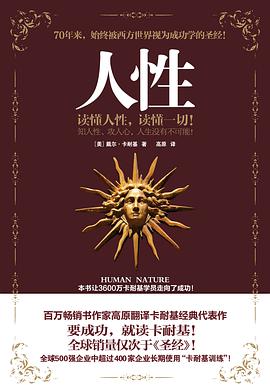 70年来，始终被西方世界视为成功学的圣经！
人性
读懂人性，读懂一切！
知人性、攻人心，人生没有不可能！
[美] 戴尔·卡耐基 著 高原 译
HUMAN NATURE
本书让3600万卡耐基学员走向了成功！
百万畅销书作家高原翻译卡耐基经典代表作
要成功，就读卡耐基！
全球销量仅次于《圣经》！
全球500强企业中超过400家企业长期使用“卡耐基训练”！